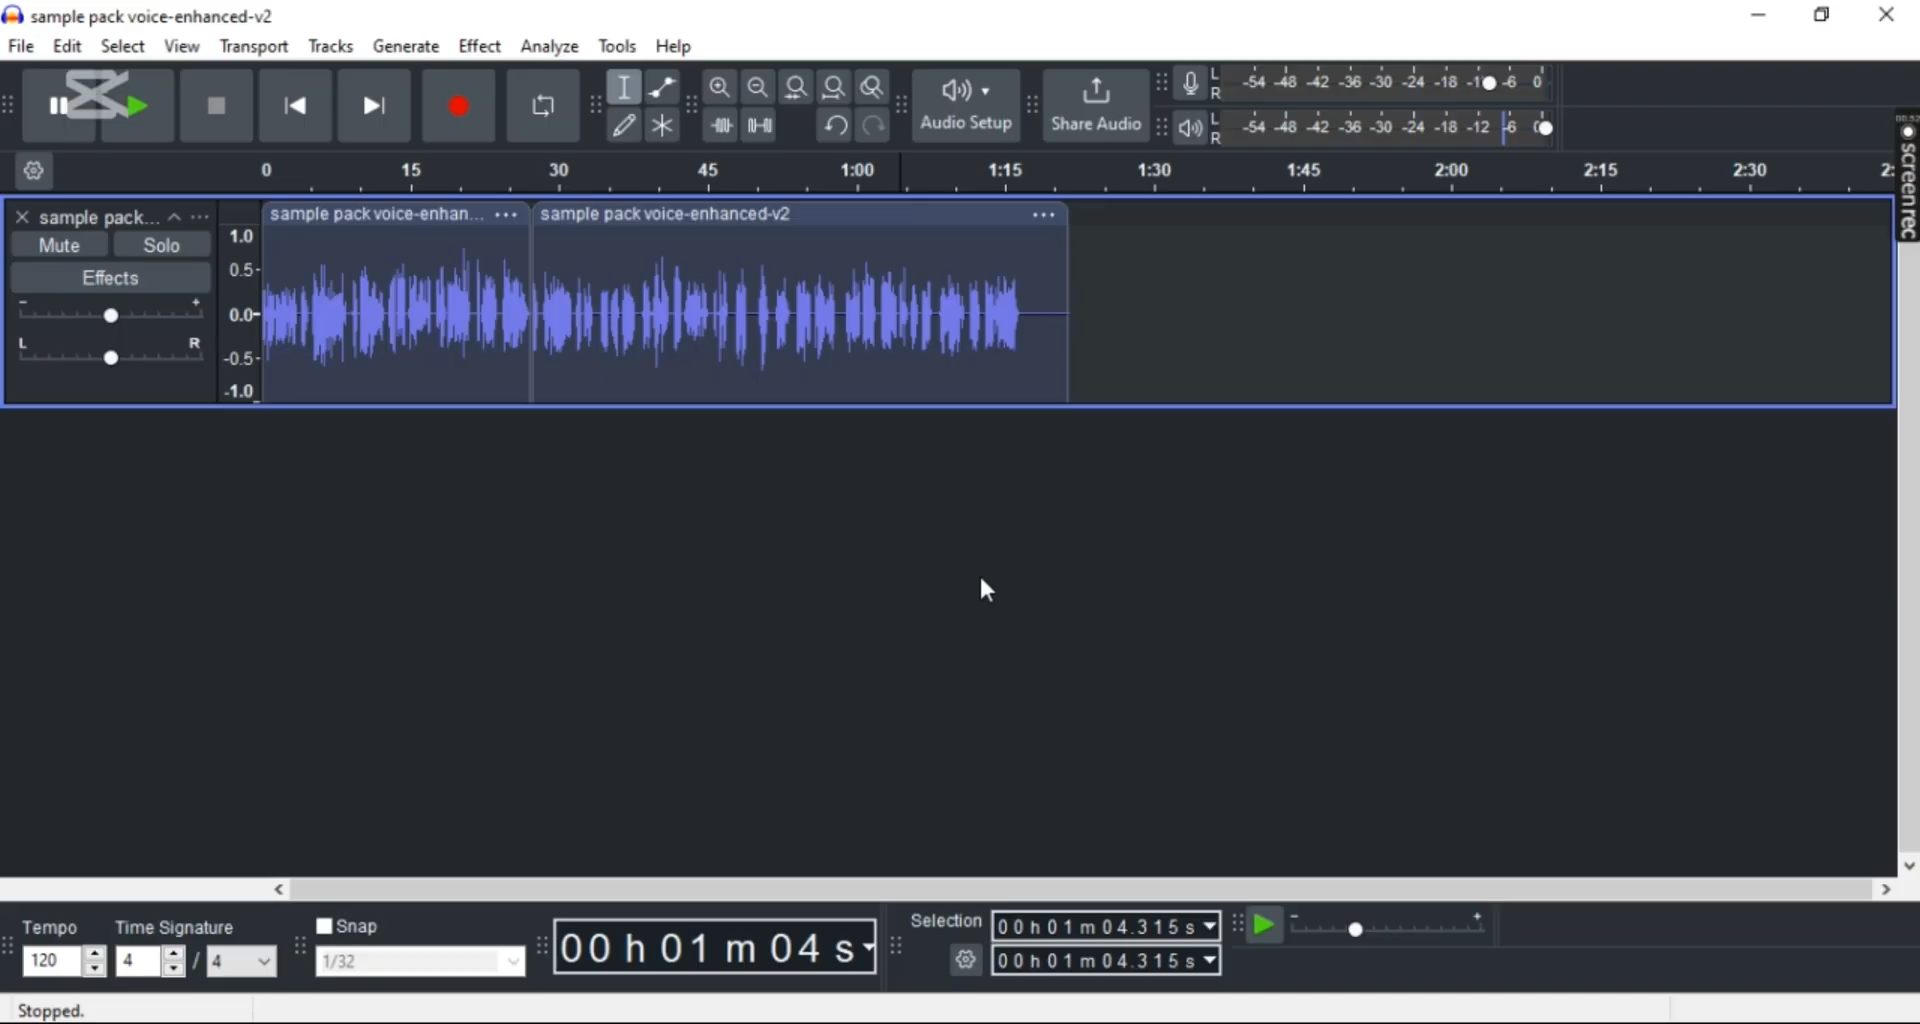 sample pack voice-enhanced-v2
File Edit Select View Transport Tracks Generate Effect Analyze Tools Help
Audio Setup
Share Audio
L R -54 -48 -42 -36 -30 -24 -18 -6 0
L R -54 -48 -42 -36 -30 -24 -18 -12 -6
00:52
screenrec
0 15 30 45 1:00 1:15 1:30 1:45 2:00 2:15 2:30
sample pack... ...
Mute Solo
Effects
- +
L R
1.0
0.5
0.0
-0.5
-1.0
sample pack voice-enhan... ...
sample pack voice-enhanced-v2 ...
Tempo Time Signature
120 4 / 4
Snap
1/32
00 h 01 m 04 s
Selection
00 h 01 m 04.315 s
00 h 01 m 04.315 s
- +
Stopped.